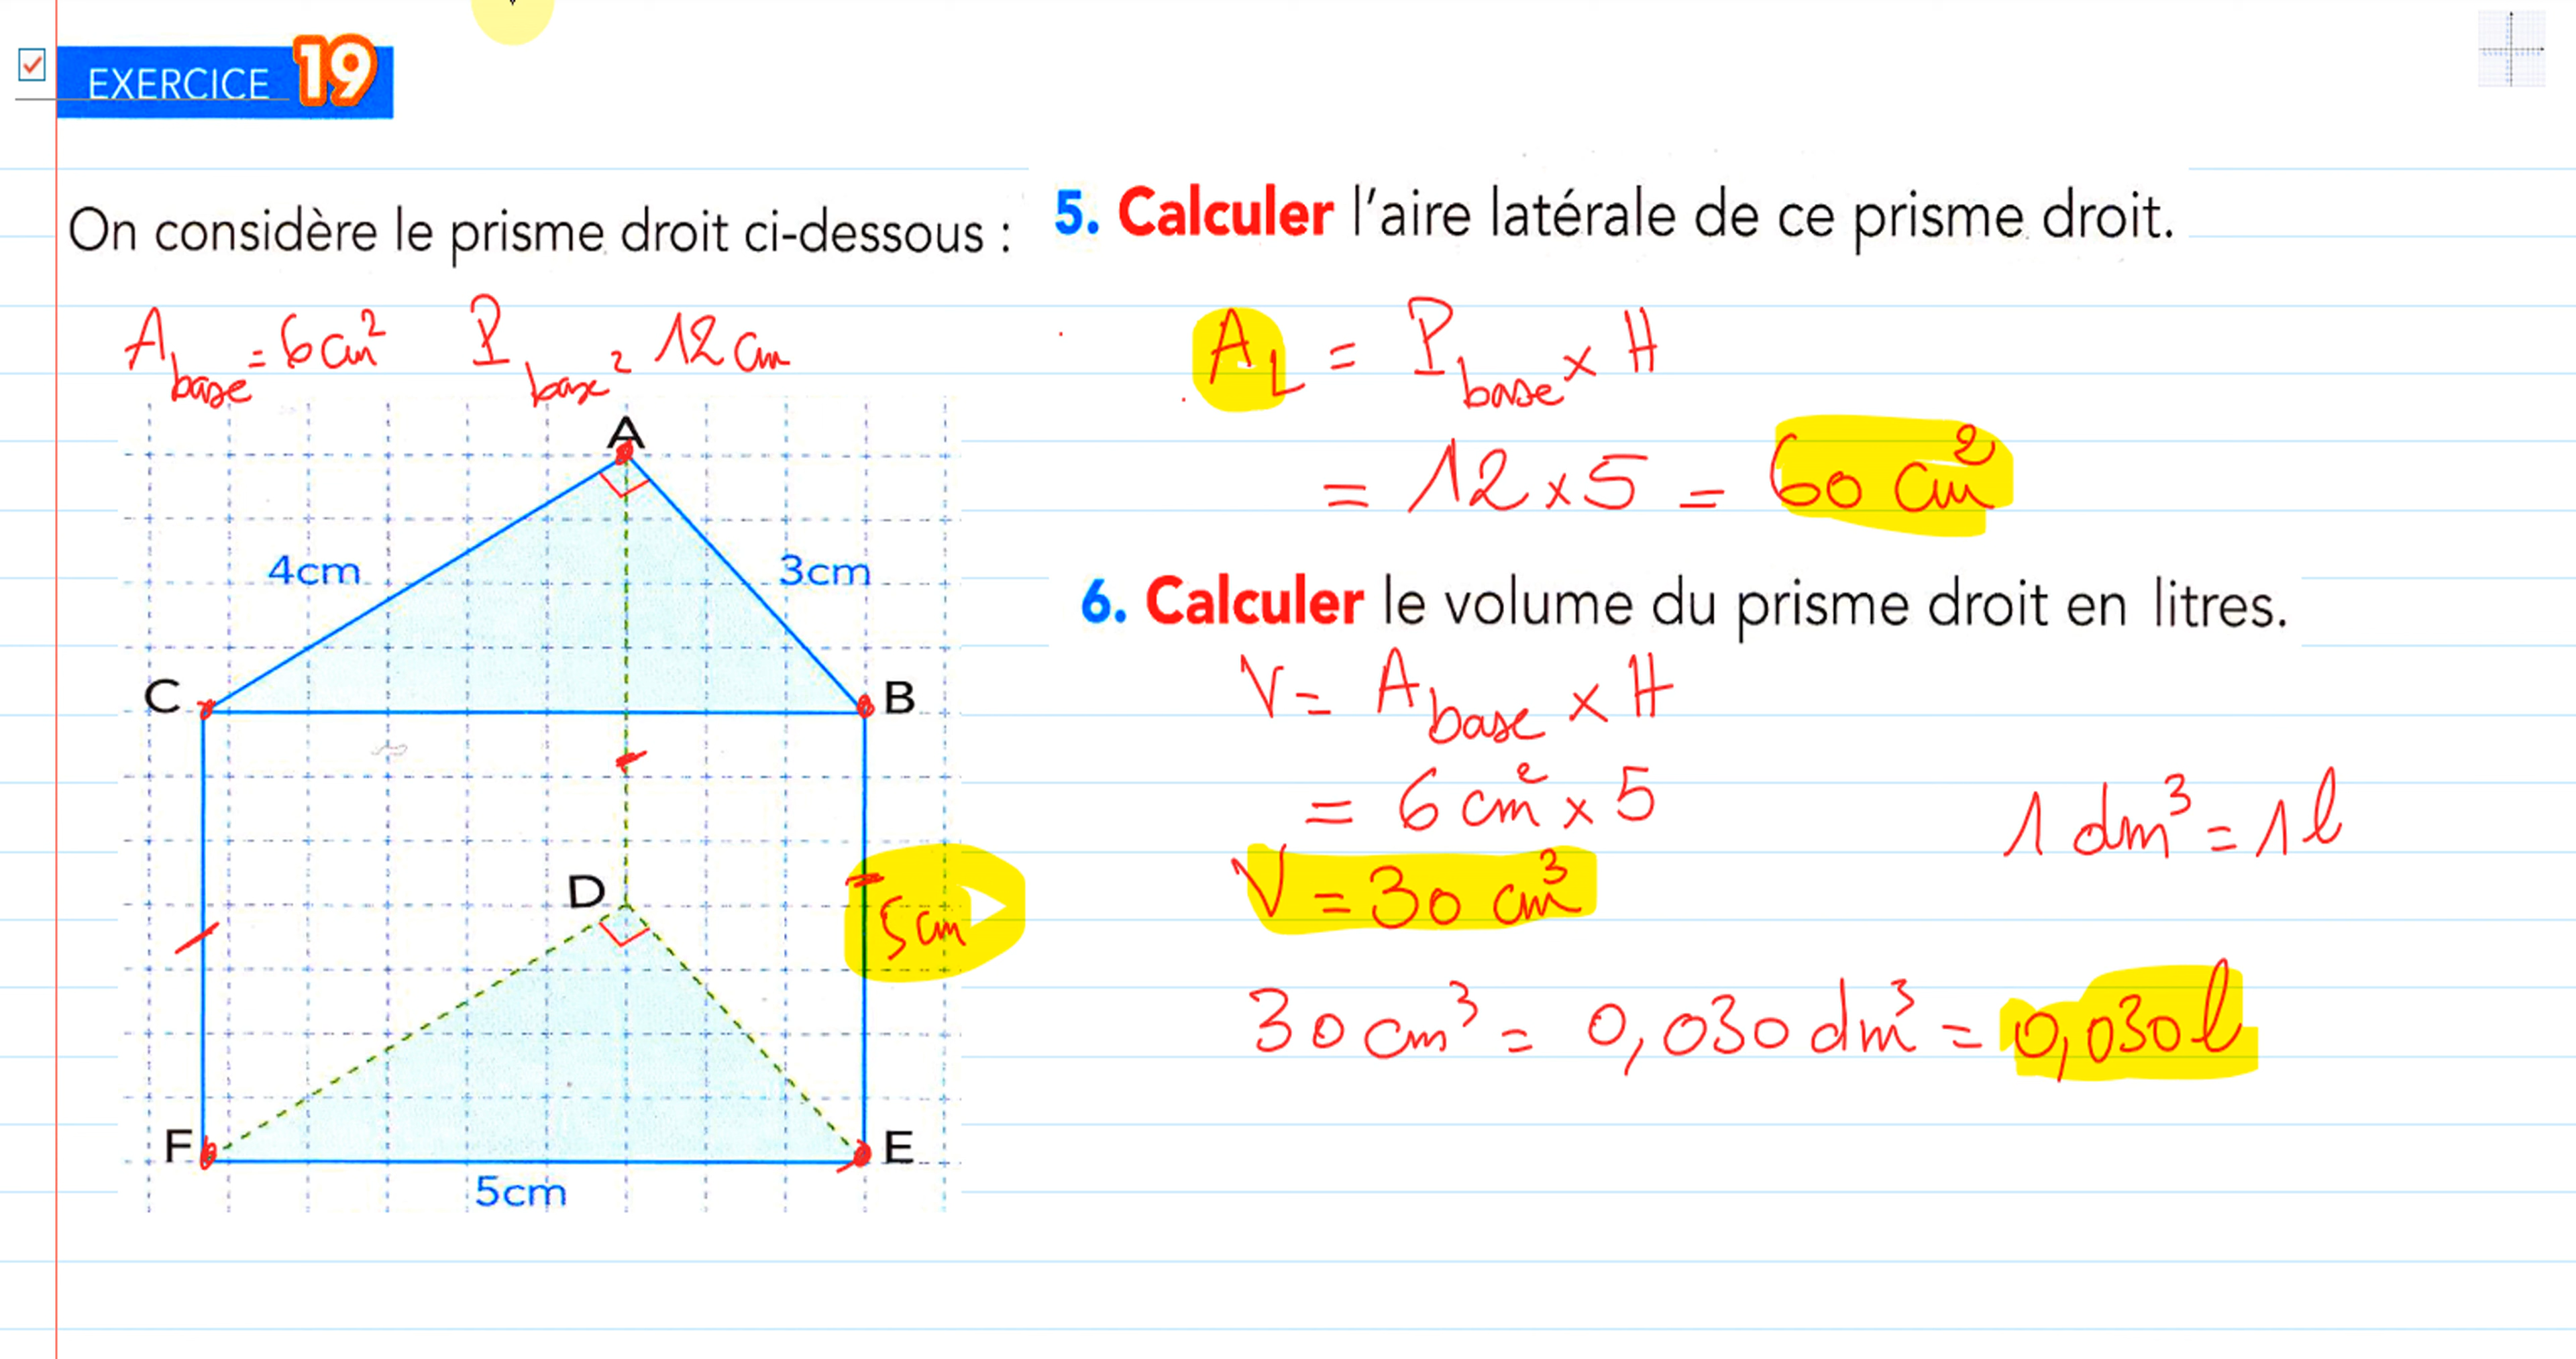 EXERCICE 19
On considère le prisme droit ci-dessous :
A base = 6 cm² P base = 12 cm
A
4cm
3cm
C
B
D
5 cm
F
E
5cm
5. Calculer l'aire latérale de ce prisme droit.
A L = P base × H
= 12 × 5 = 60 cm²
6. Calculer le volume du prisme droit en litres.
V = A base × H
= 6 cm² × 5
1 dm³ = 1 l
V = 30 cm³
30 cm³ = 0,030 dm³ = 0,030 l